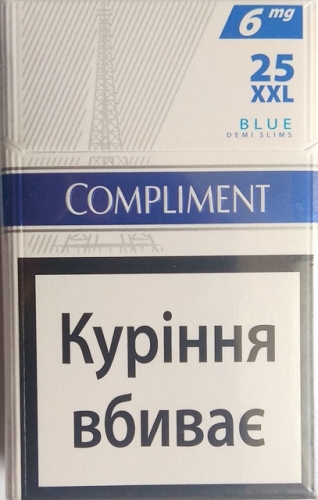 6 mg
25
XXL
BLUE
DEMI SLIMS
COMPLIMENT
Куріння
вбиває